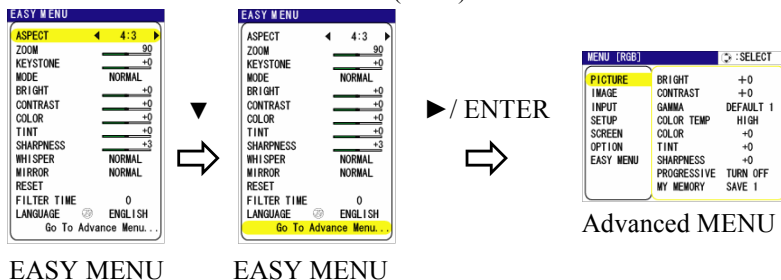 EASY MENU
ASPECT ◀ 4:3 ▶
ZOOM 90
KEYSTONE +0
MODE NORMAL
BRIGHT +0
CONTRAST +0
COLOR +0
TINT +0
SHARPNESS +3
WHISPER NORMAL
MIRROR NORMAL
RESET
FILTER TIME 0
LANGUAGE ENGLISH
Go To Advance Menu...
EASY MENU
▼
EASY MENU
ASPECT ◀ 4:3 ▶
ZOOM 90
KEYSTONE +0
MODE NORMAL
BRIGHT +0
CONTRAST +0
COLOR +0
TINT +0
SHARPNESS +3
WHISPER NORMAL
MIRROR NORMAL
RESET
FILTER TIME 0
LANGUAGE ENGLISH
Go To Advance Menu...
EASY MENU
►/ ENTER
MENU [RGB] :SELECT
PICTURE BRIGHT +0
IMAGE CONTRAST +0
INPUT GAMMA DEFAULT 1
SETUP COLOR TEMP HIGH
SCREEN COLOR +0
OPTION TINT +0
EASY MENU SHARPNESS +0
PROGRESSIVE TURN OFF
MY MEMORY SAVE 1
Advanced MENU